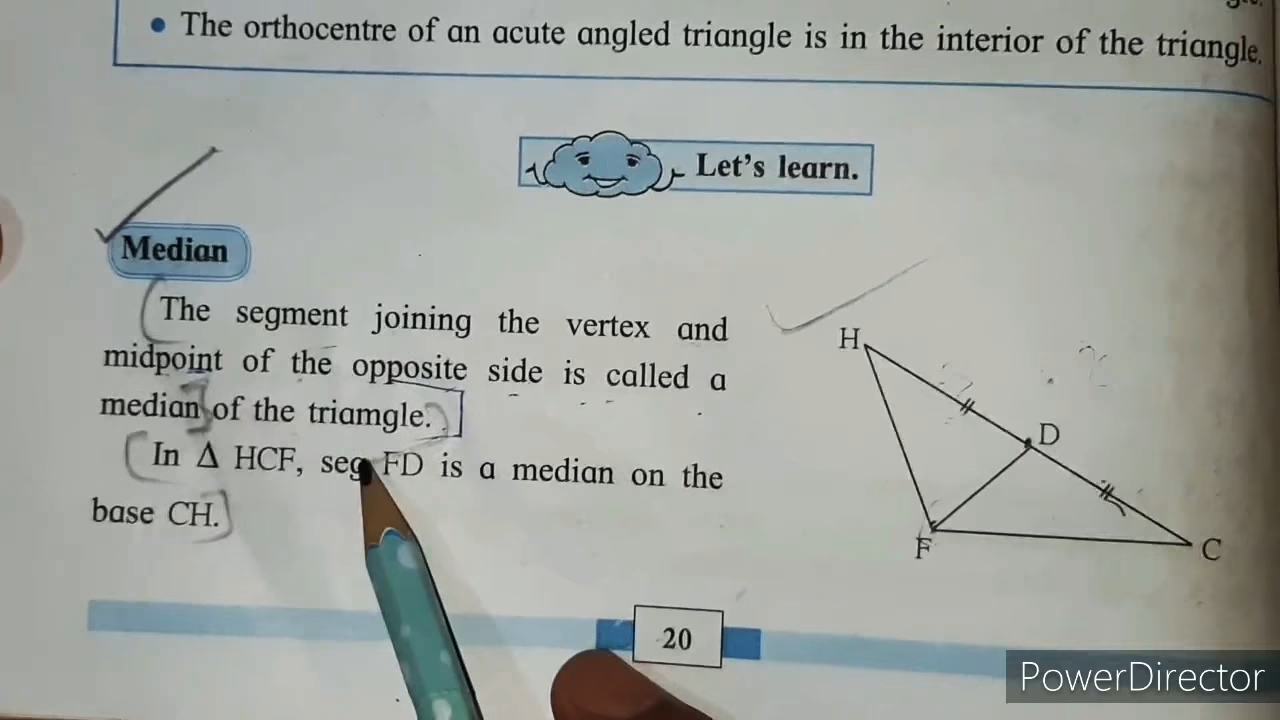 • The orthocentre of an acute angled triangle is in the interior of the triangle.
Let's learn.
Median
The segment joining the vertex and
midpoint of the opposite side is called a
median of the triamgle.
In Δ HCF, seg FD is a median on the
base CH.
H
D
F
C
20
PowerDirector